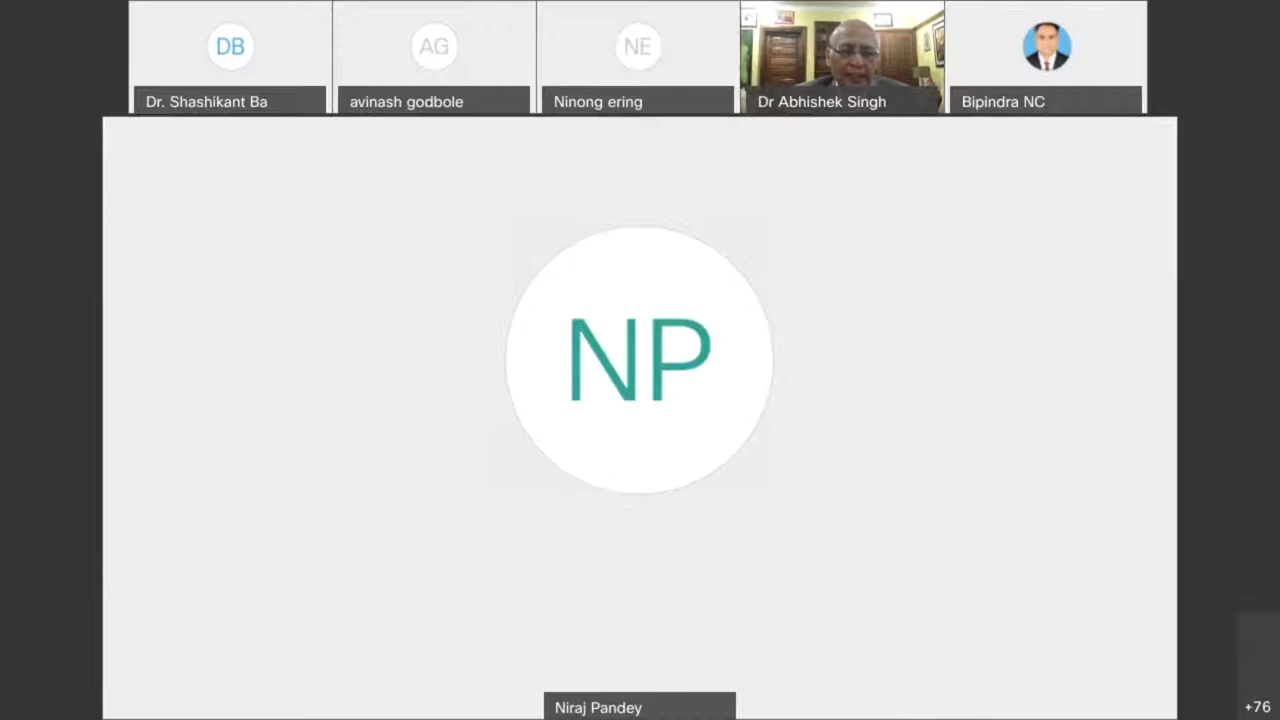 DB
Dr. Shashikant Ba
AG
avinash godbole
NE
Ninong ering
Dr Abhishek Singh
Bipindra NC
NP
Niraj Pandey
+76